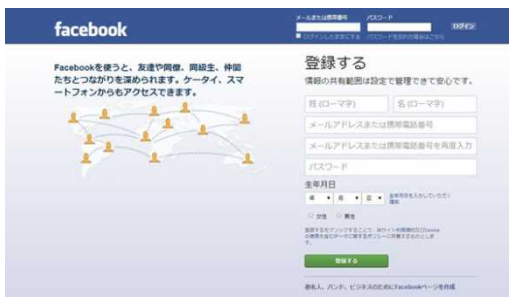 facebook
メールまたは携帯番号 パスワード
ログイン
ログインしたままにする パスワードを忘れた場合はこちら
Facebookを使うと、友達や同僚、同級生、仲間
たちとつながりを深められます。ケータイ、スマ
ートフォンからもアクセスできます。
登録する
情報の共有範囲は設定で管理できて安心です。
姓 (ローマ字) 名 (ローマ字)
メールアドレスまたは携帯電話番号
メールアドレスまたは携帯電話番号を再度入力
パスワード
生年月日
年 月 日
女性 男性
登録する
著名人、バンド、ビジネスのためにFacebookページを作成